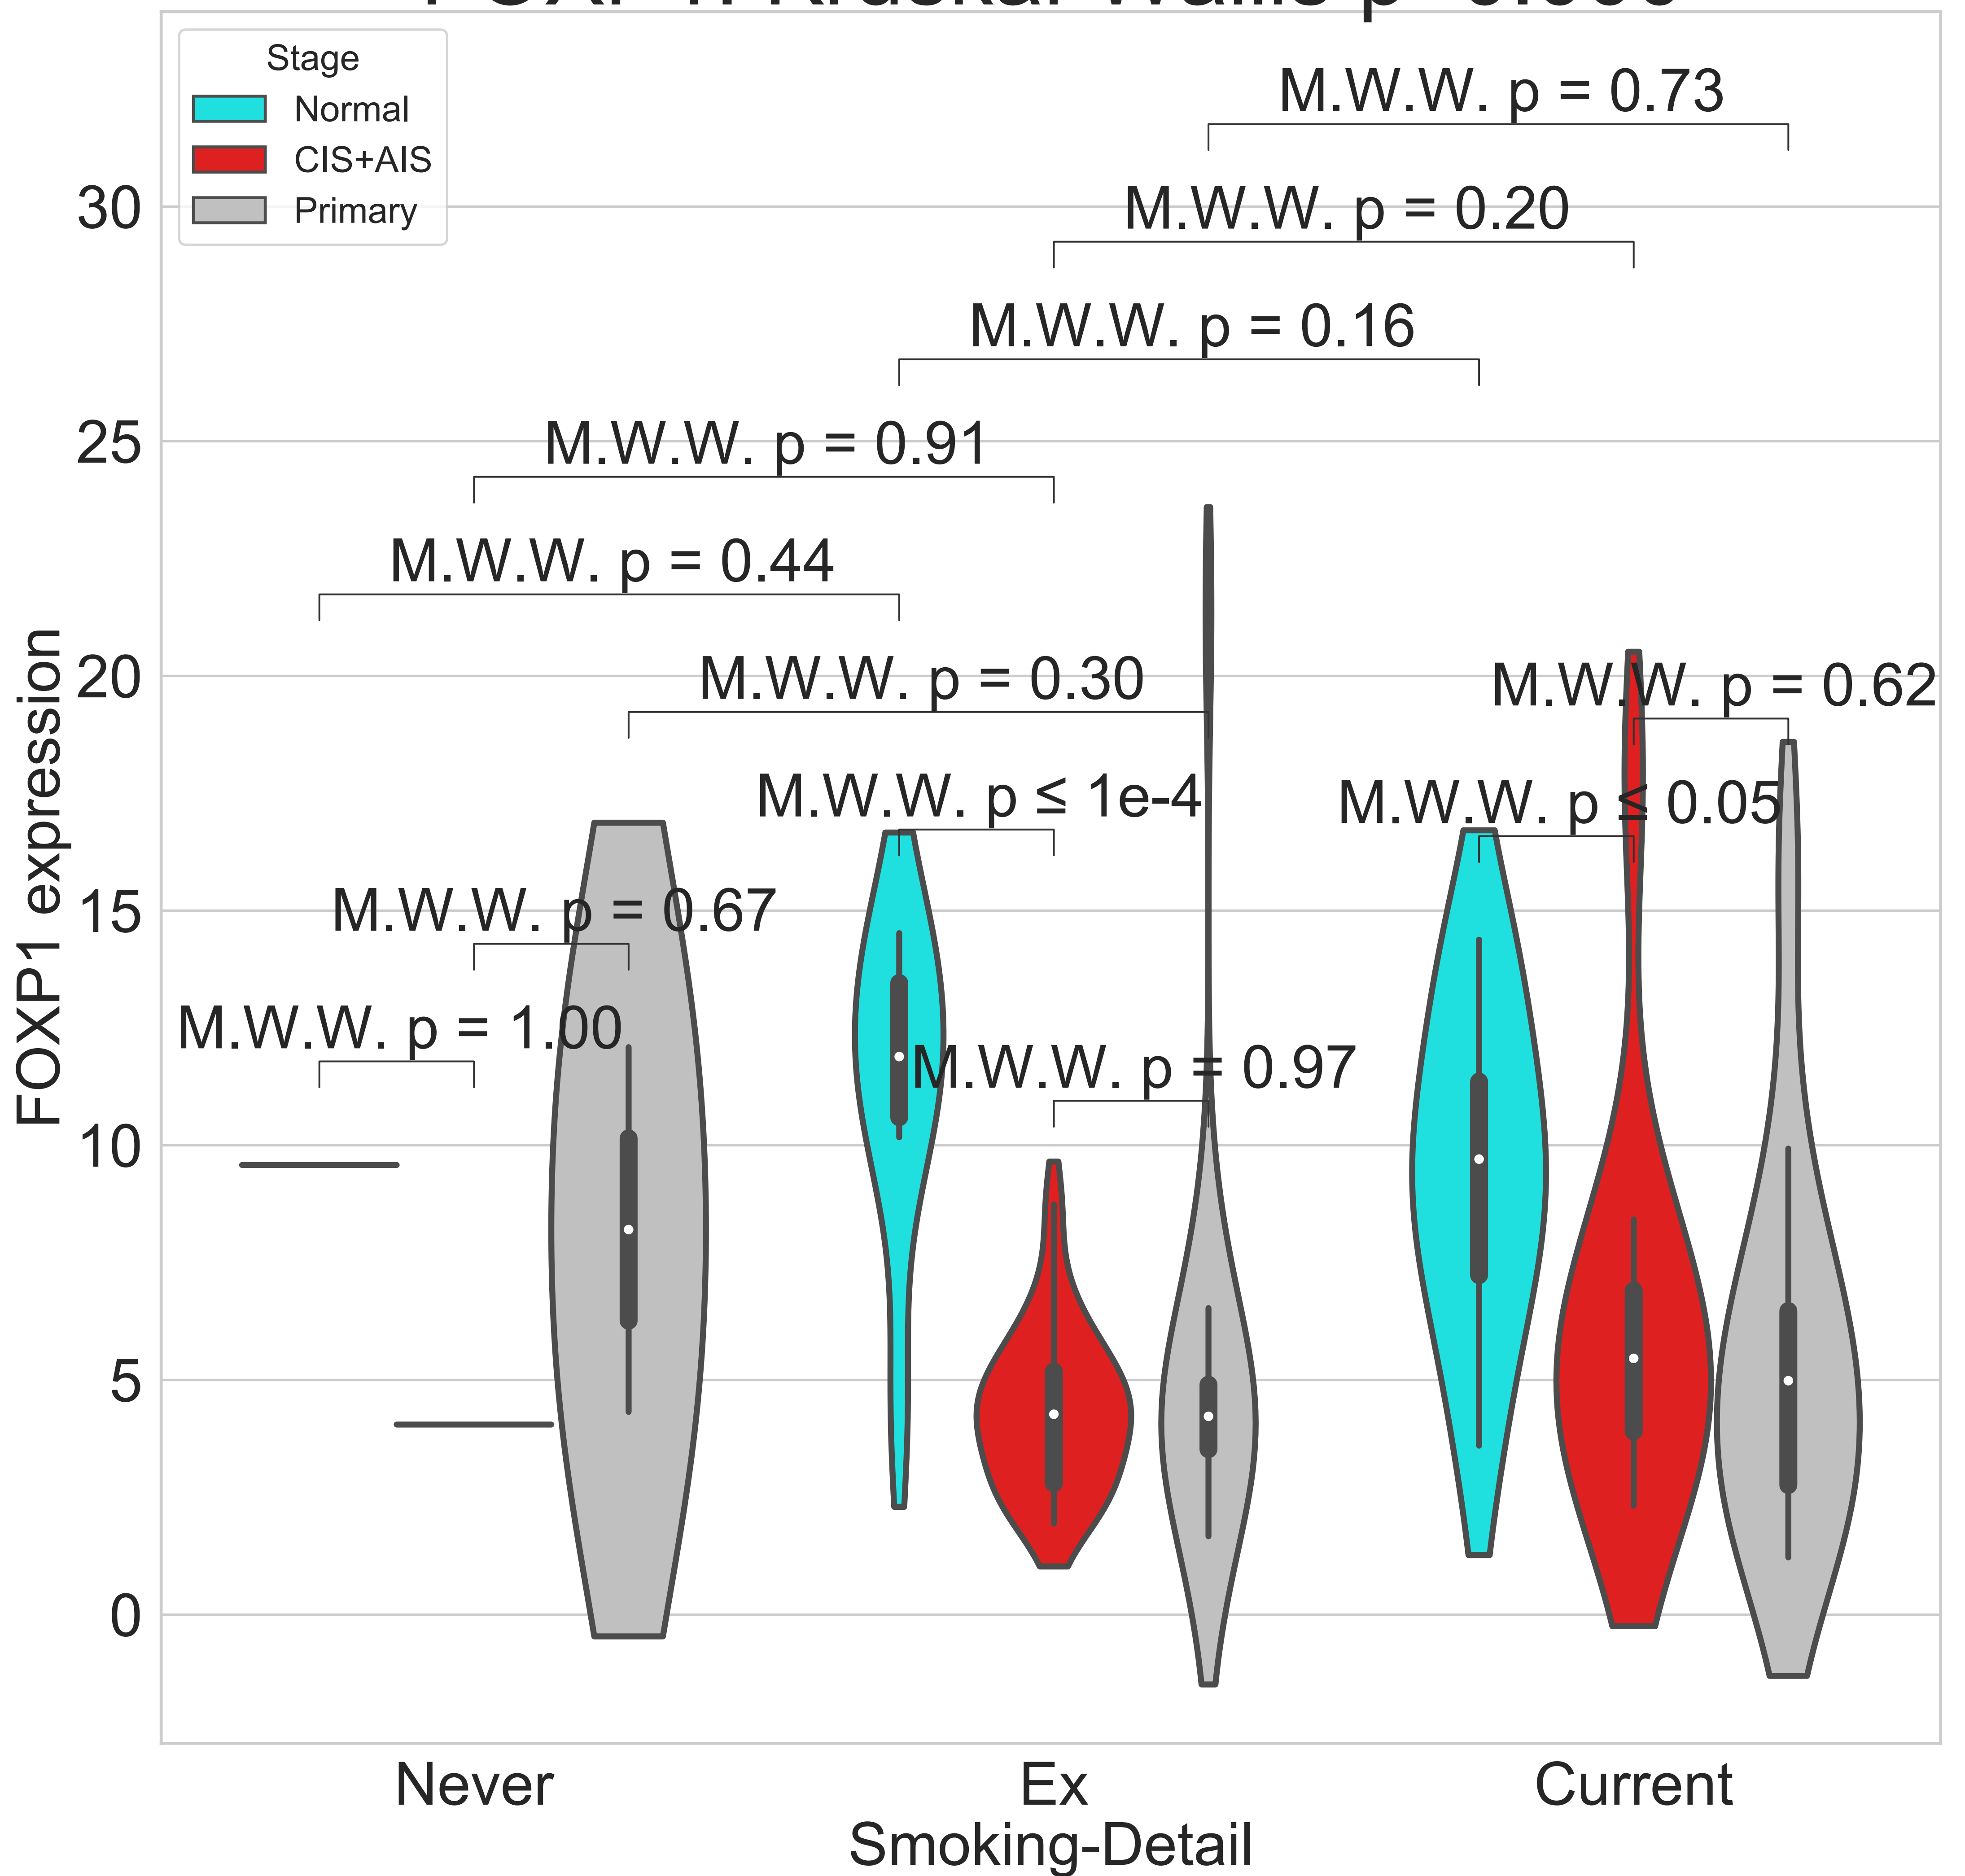 Stage
Normal
CIS+AIS
Primary
M.W.W. p = 0.73
M.W.W. p = 0.20
M.W.W. p = 0.16
M.W.W. p = 0.91
M.W.W. p = 0.44
M.W.W. p = 0.30
M.W.W. p = 0.62
M.W.W. p ≤ 1e-4
M.W.W. p ≤ 0.05
M.W.W. p = 0.67
M.W.W. p = 1.00
M.W.W. p = 0.97
30
25
20
15
10
5
0
FOXP1 expression
Never
Ex
Current
Smoking-Detail